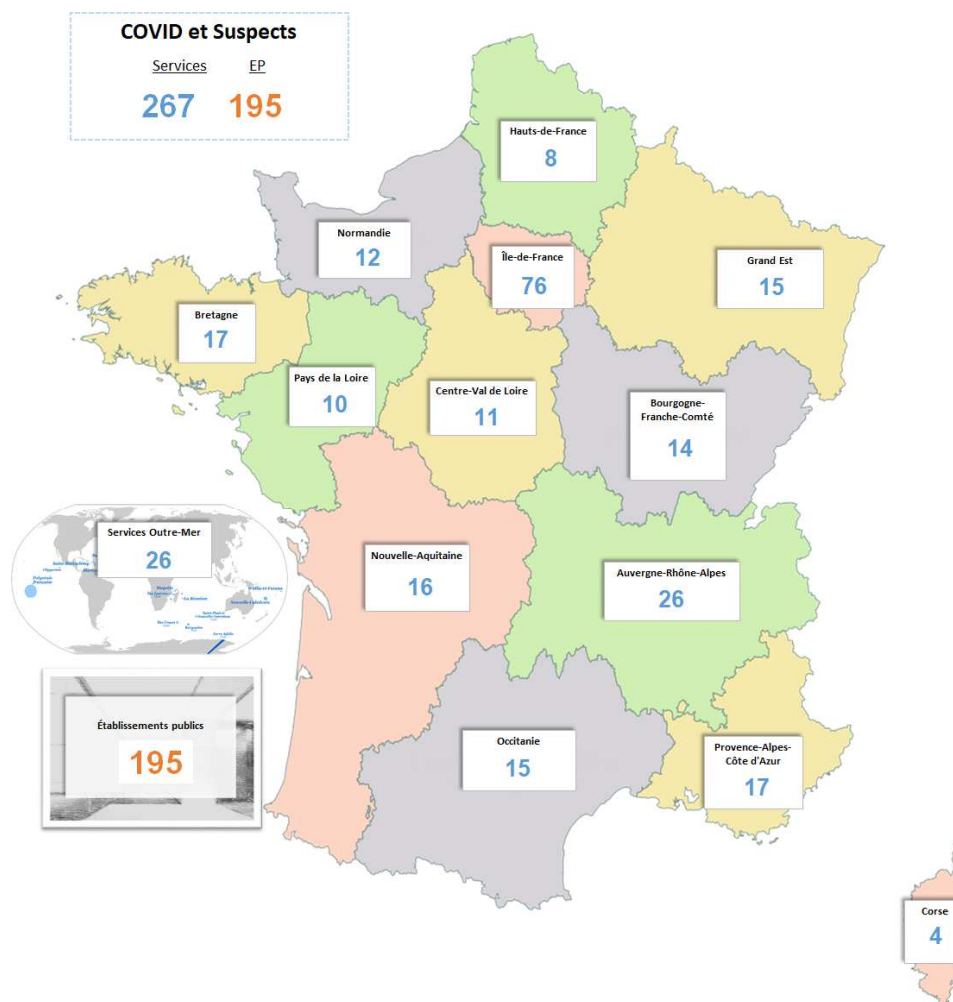 COVID et Suspects
Services EP
267 195
Hauts-de-France
8
Normandie
12
Île-de-France
76
Grand Est
15
Bretagne
17
Pays de la Loire
10
Centre-Val de Loire
11
Bourgogne-
Franche-Comté
14
Services Outre-Mer
26
Nouvelle-Aquitaine
16
Auvergne-Rhône-Alpes
26
Établissements publics
195
Occitanie
15
Provence-Alpes-
Côte d'Azur
17
Corse
4